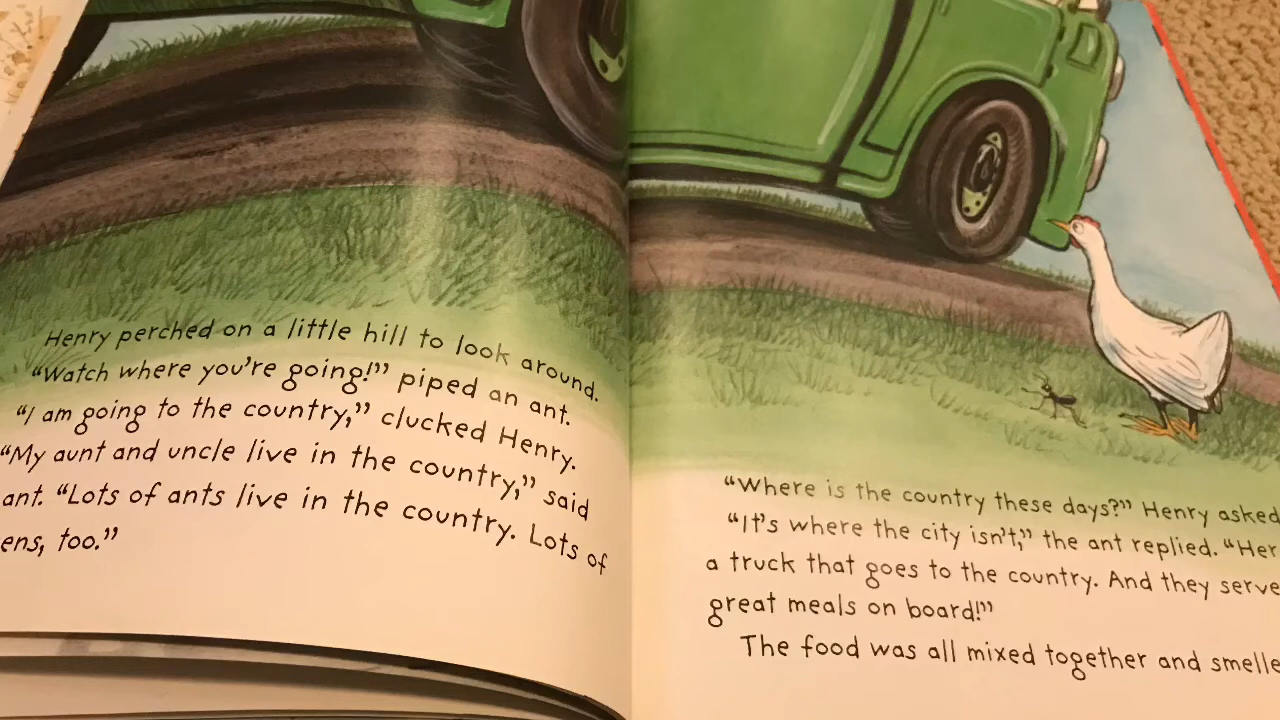 Henry perched on a little hill to look around.
“Watch where you’re going!” piped an ant.
“I am going to the country,” clucked Henry.
“My aunt and uncle live in the country,” said
ant. “Lots of ants live in the country. Lots of
ens, too.”
“Where is the country these days?” Henry asked
“It’s where the city isn’t,” the ant replied. “Her
a truck that goes to the country. And they serve
great meals on board!”
The food was all mixed together and smelle